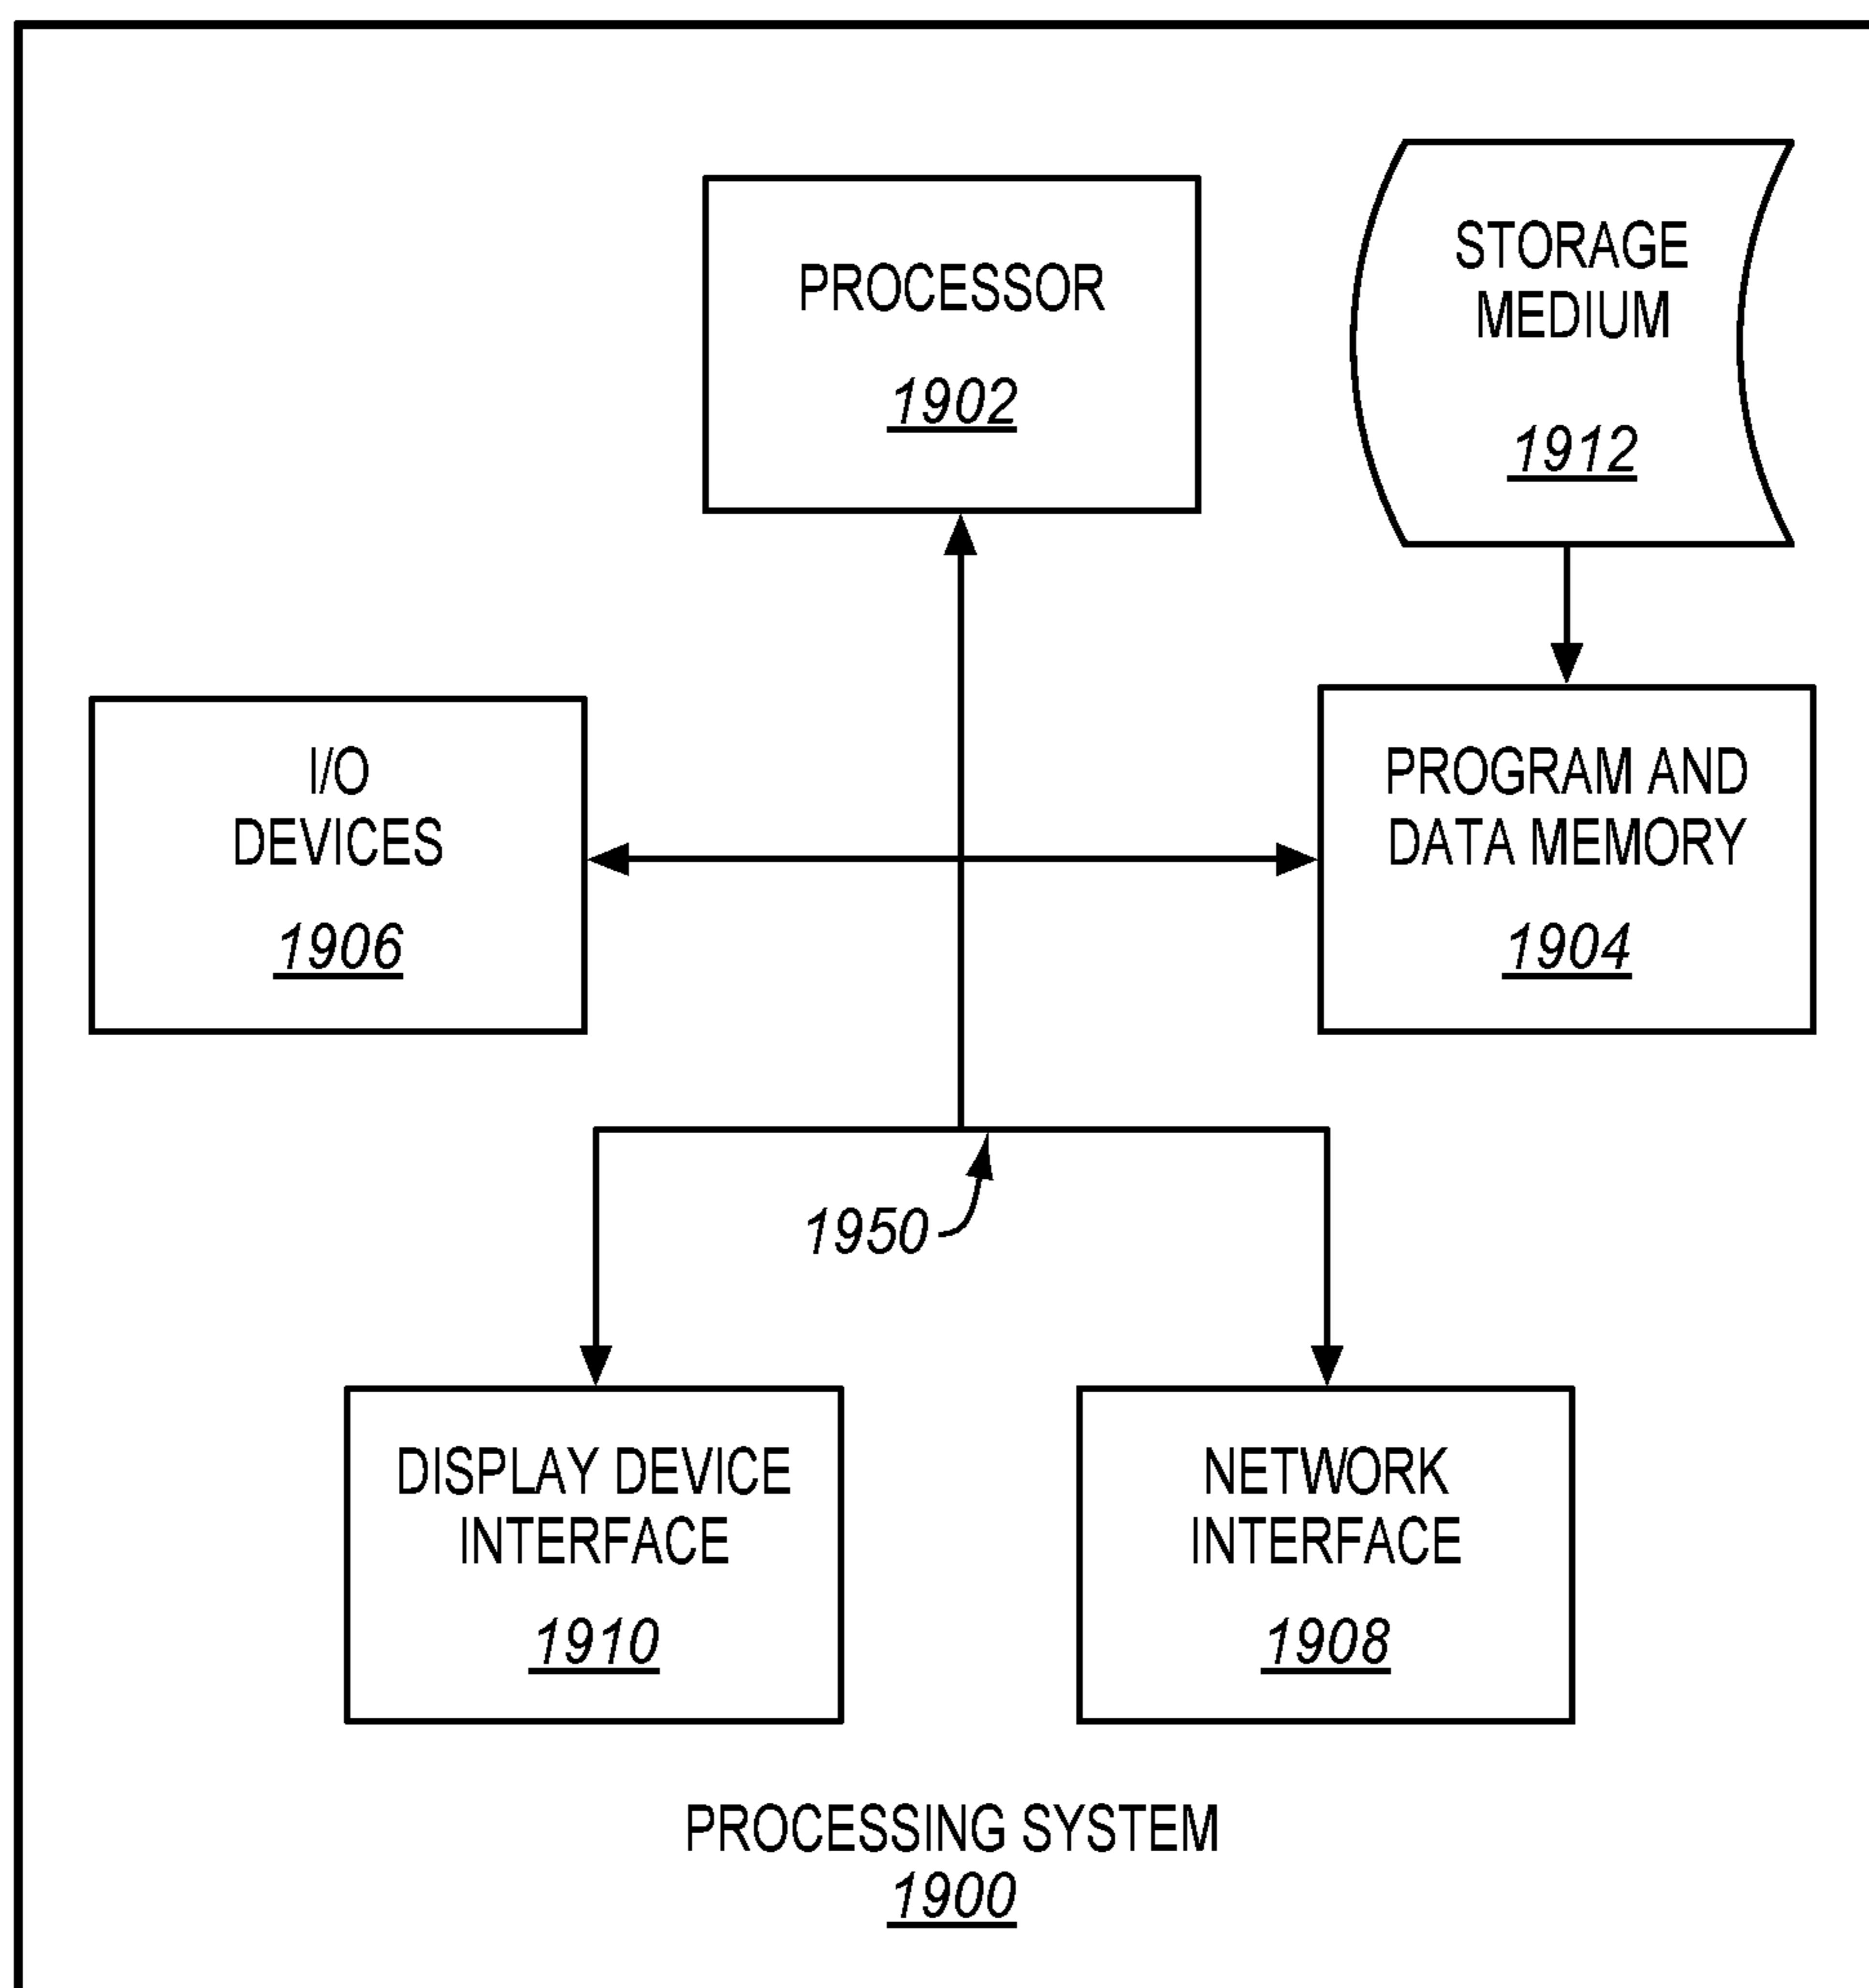 PROCESSOR
1902
STORAGE
MEDIUM
1912
I/O
DEVICES
1906
PROGRAM AND
DATA MEMORY
1904
1950
DISPLAY DEVICE
INTERFACE
1910
NETWORK
INTERFACE
1908
PROCESSING SYSTEM
1900